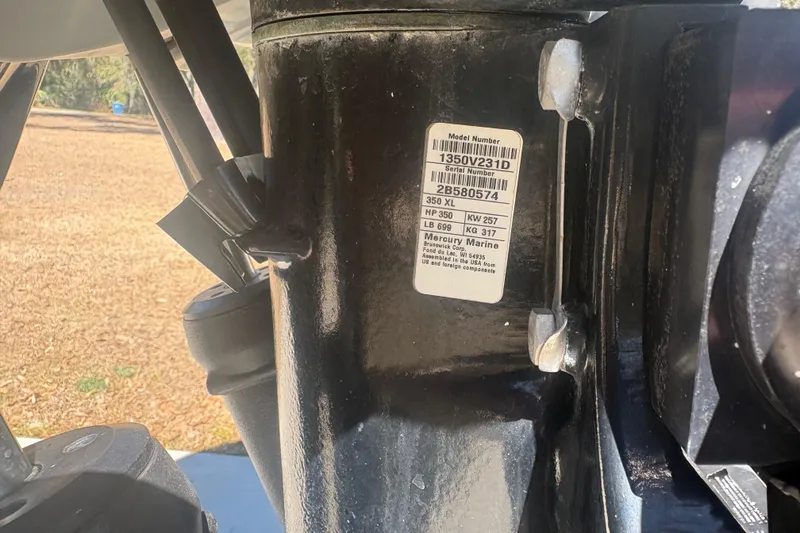 Model Number
1350V231D
Serial Number
2B580574
350 XL
HP 350 KW 257
LB 699 KG 317
Mercury Marine
Brunswick Corp.
Fond du Lac, WI 54935
Assembled in the USA from
US and foreign components